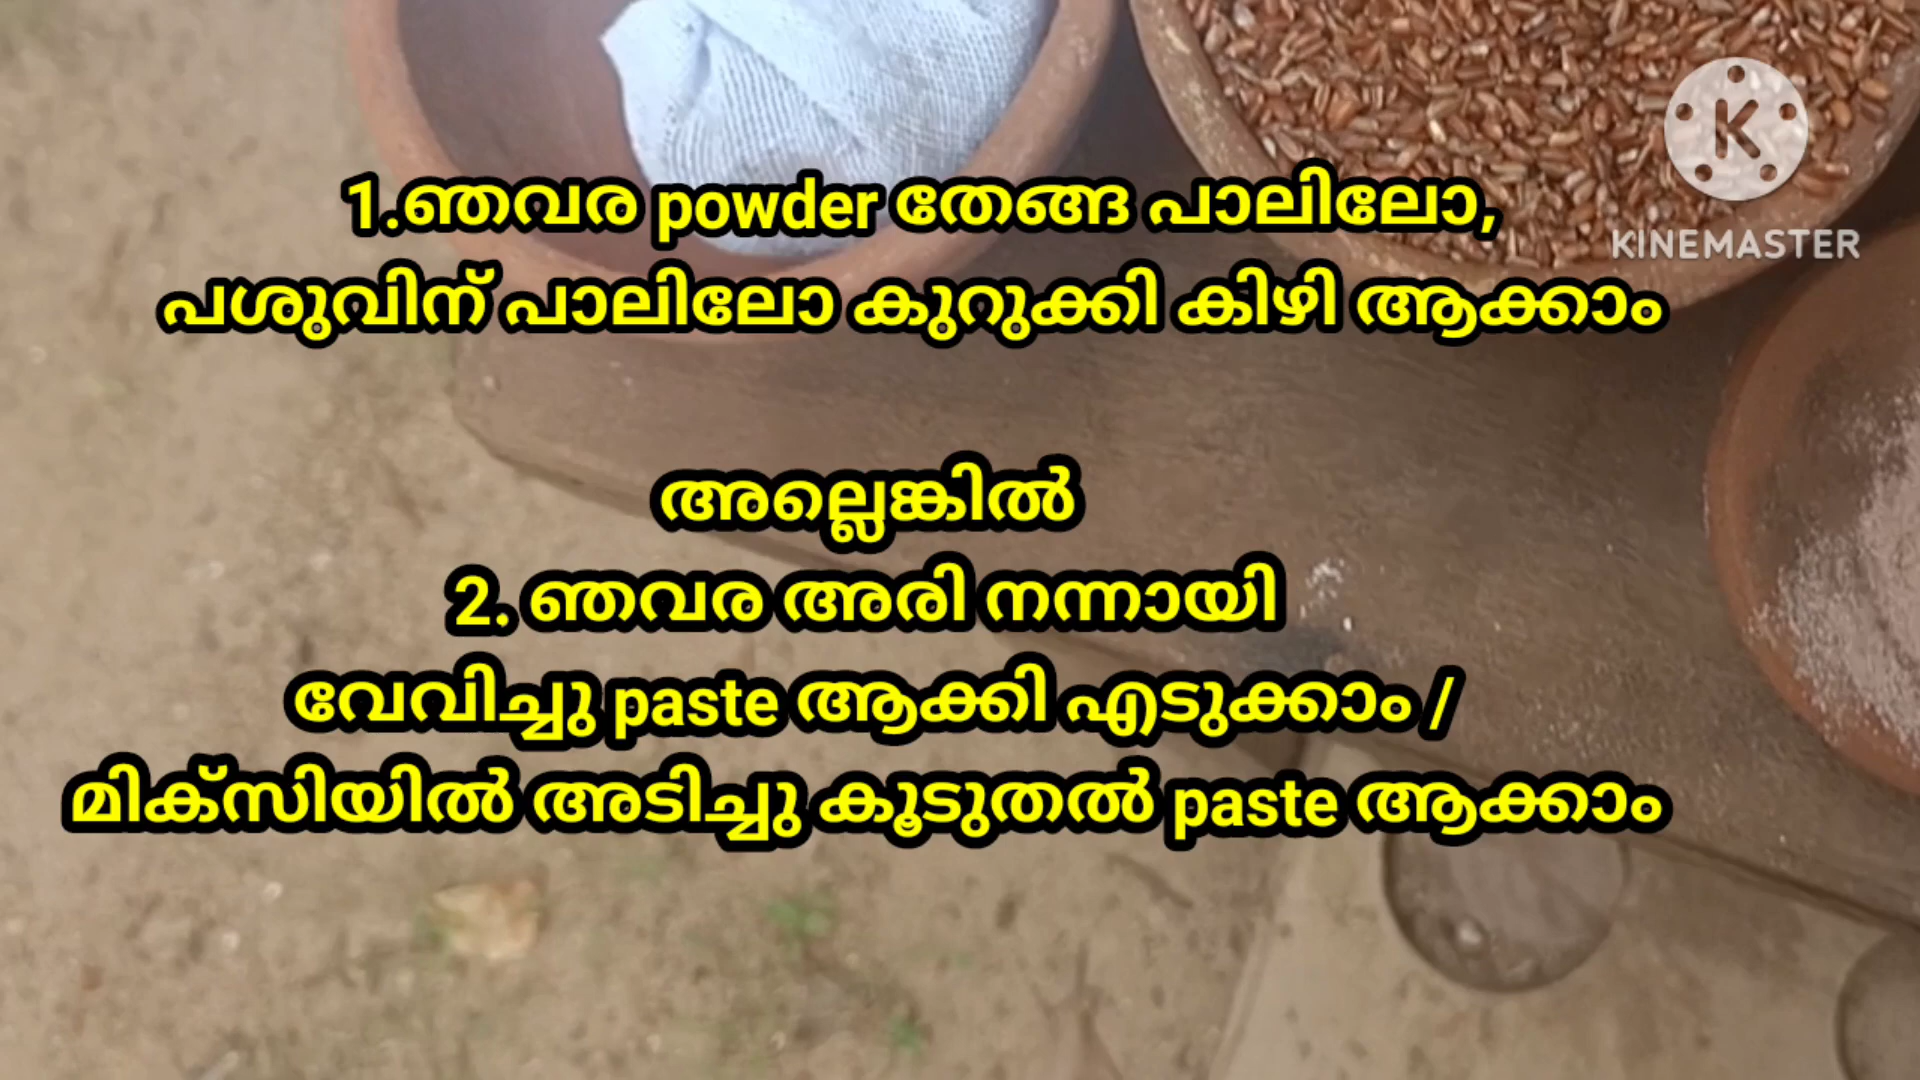 1.ഞവര powder തേങ്ങ പാലിലോ,
പശുവിന് പാലിലോ കുറുക്കി കിഴി ആക്കാം
അല്ലെങ്കിൽ
2. ഞവര അരി നന്നായി
വേവിച്ചു paste ആക്കി എടുക്കാം /
മിക്സിയിൽ അടിച്ചു കൂടുതൽ paste ആക്കാം
K
KINEMASTER